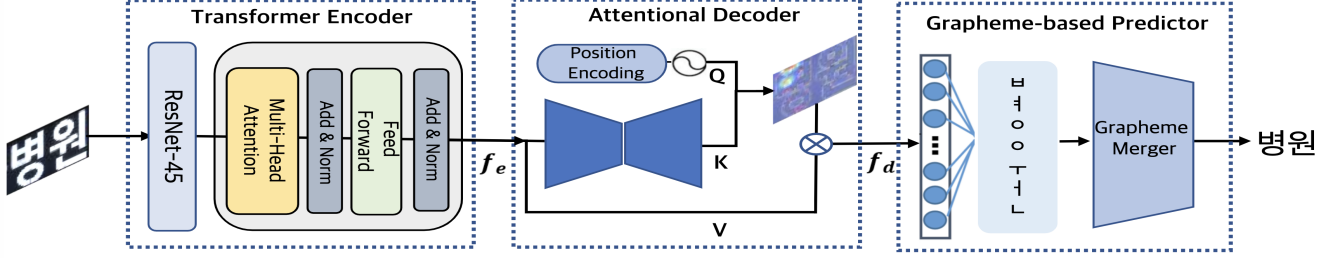 Transformer Encoder
병원
ResNet-45
Multi-Head
Attention
Add & Norm
Feed
Forward
Add & Norm
f_e
Attentional Decoder
Position
Encoding
Q
K
V
f_d
Grapheme-based Predictor
ㅂ
ㅕ
ㅇ
ㅇ
ㅜ
ㅓ
ㄴ
Grapheme
Merger
병원